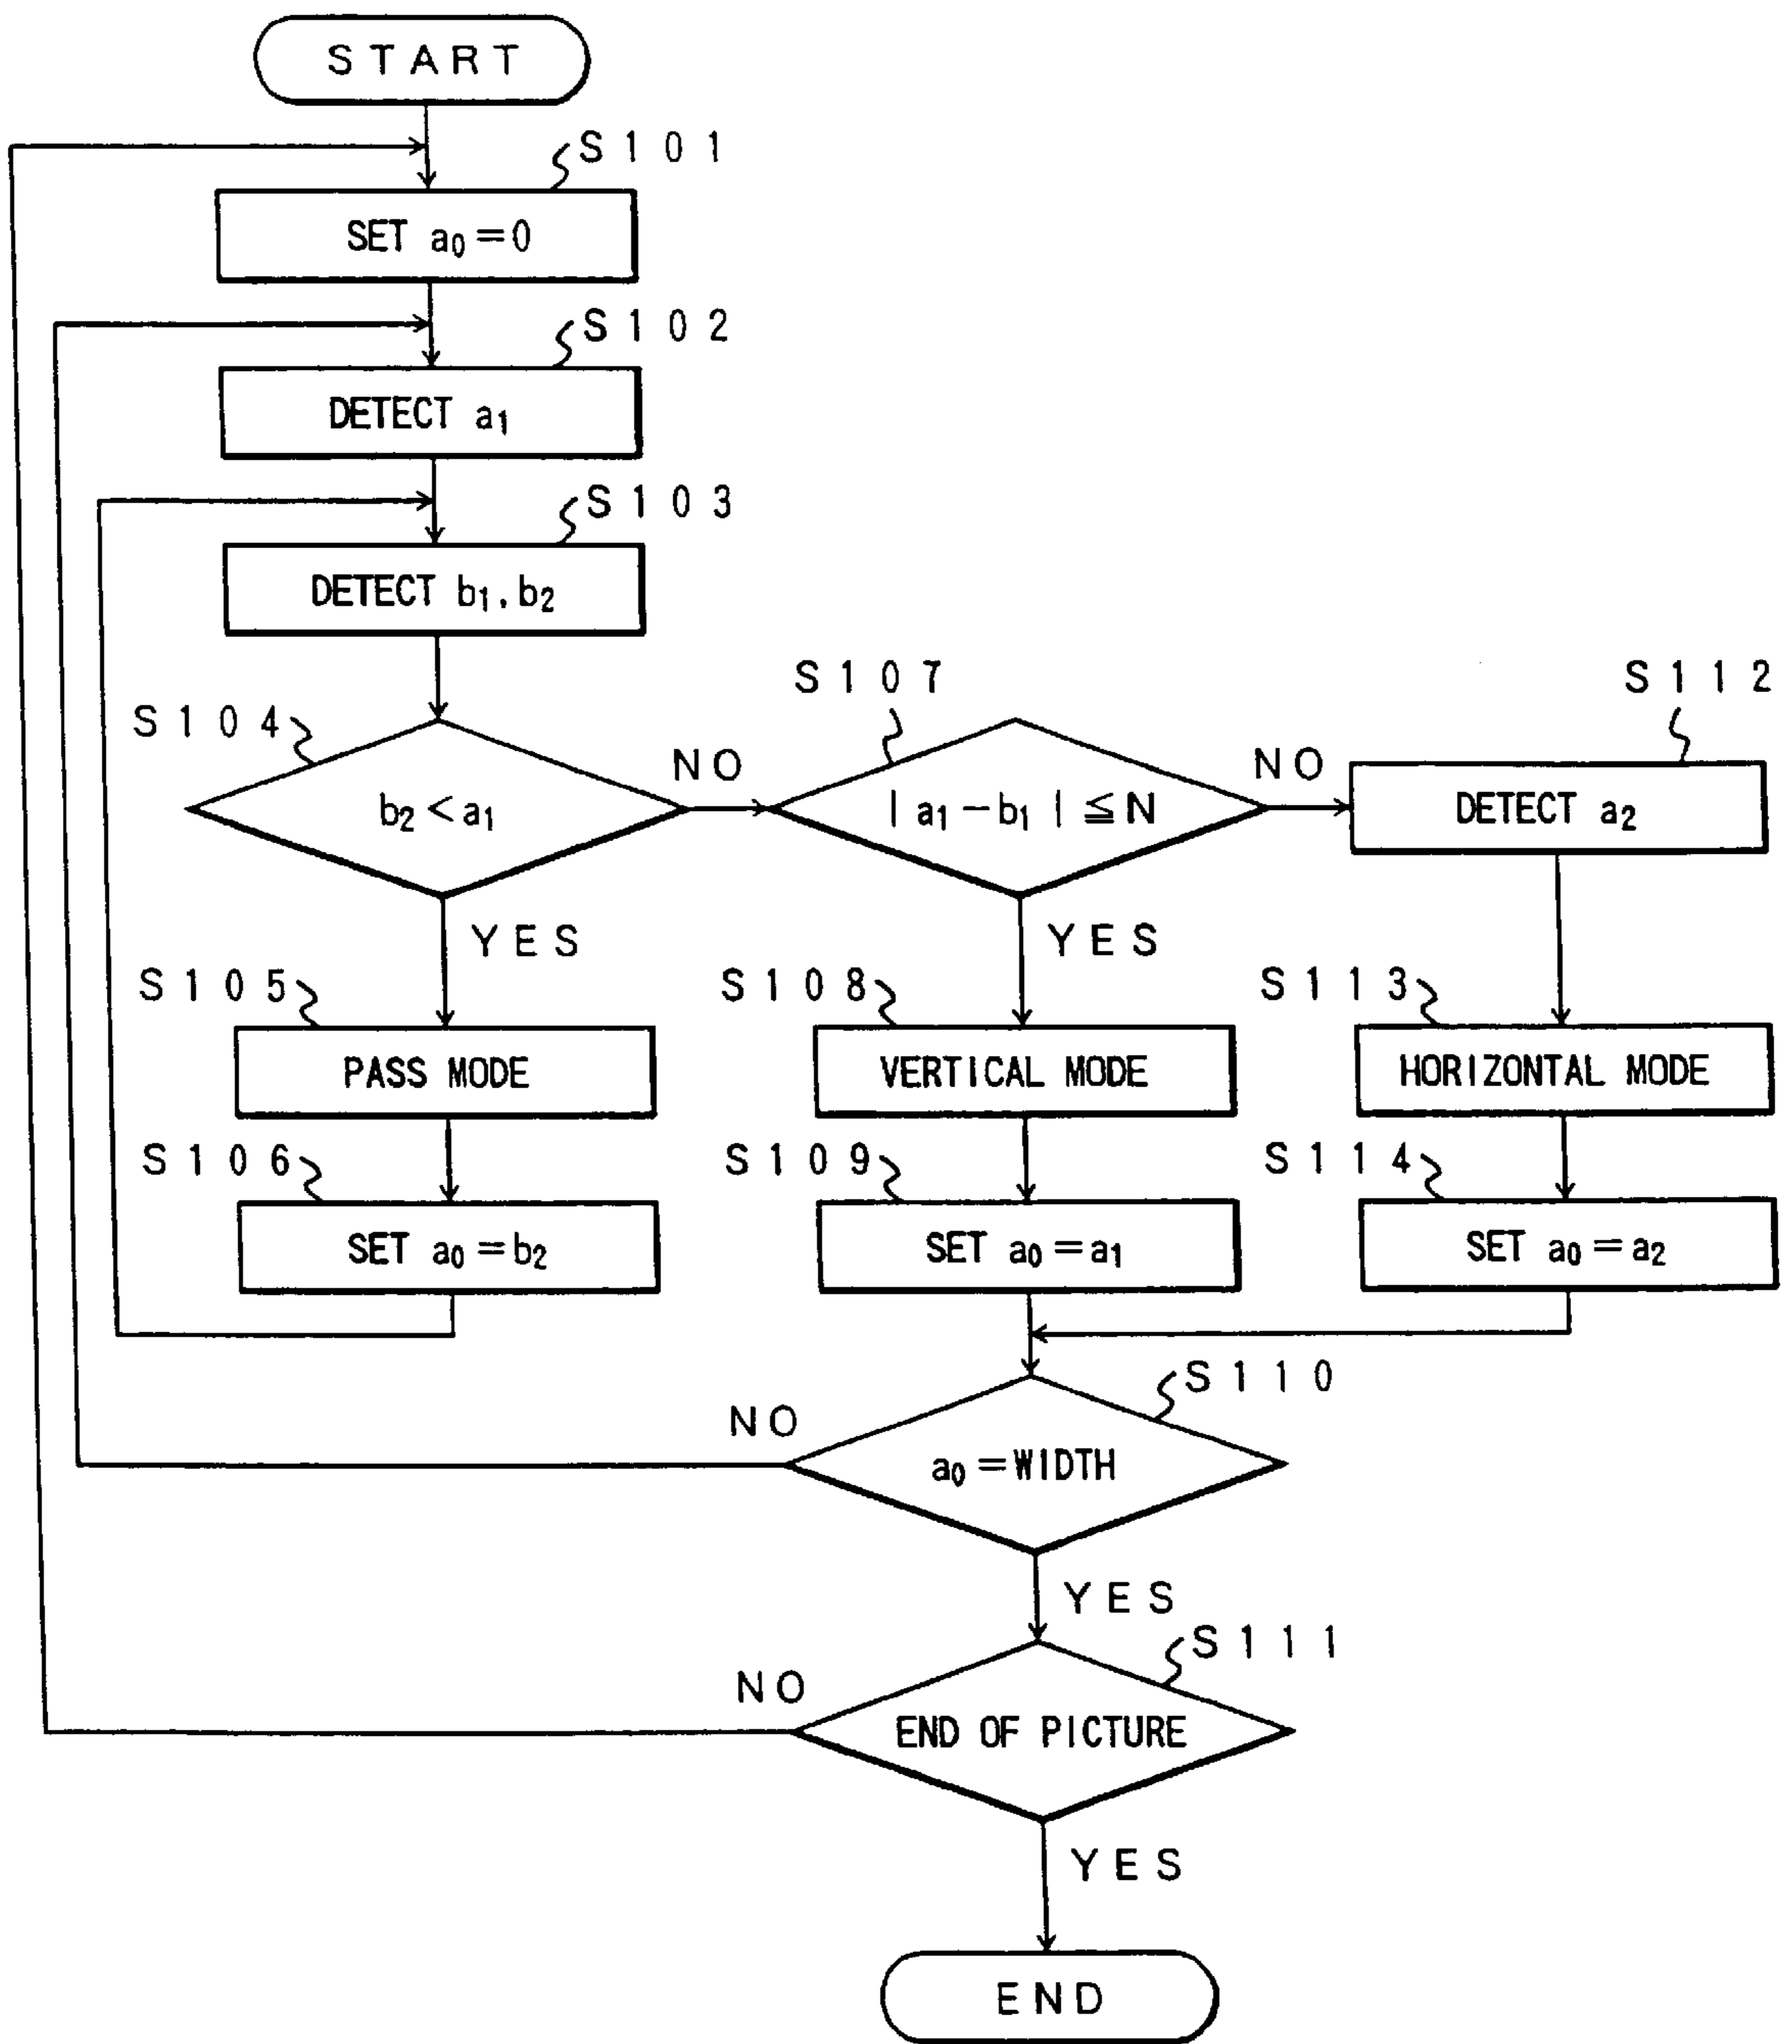 START
S101
SET a₀=0
S102
DETECT a₁
S103
DETECT b₁, b₂
S104
b₂<a₁
NO
YES
S107
|a₁−b₁|≦N
NO
YES
S112
DETECT a₂
S105
PASS MODE
S108
VERTICAL MODE
S113
HORIZONTAL MODE
S106
SET a₀=b₂
S109
SET a₀=a₁
S114
SET a₀=a₂
S110
NO
a₀=WIDTH
YES
S111
NO
END OF PICTURE
YES
END